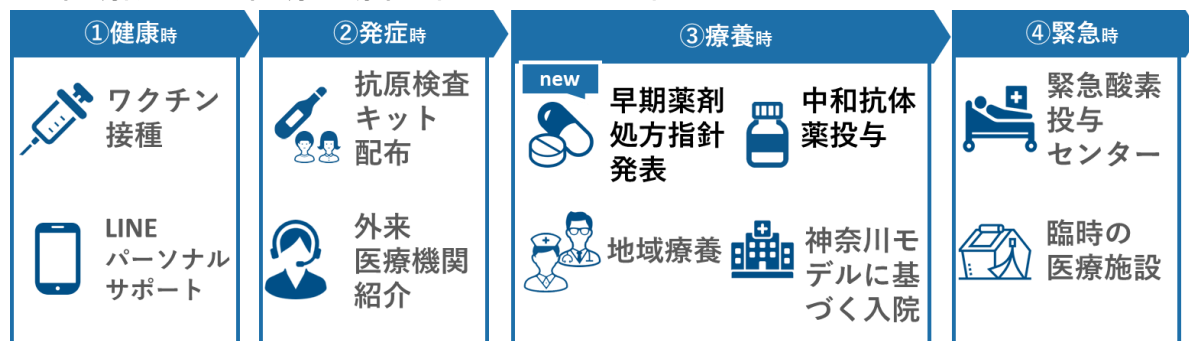 ①健康時
ワクチン
接種
LINE
パーソナル
サポート
②発症時
抗原検査
キット
配布
外来
医療機関
紹介
③療養時
new
早期薬剤
処方指針
発表
中和抗体
薬投与
地域療養
神奈川モ
デルに基
づく入院
④緊急時
緊急酸素
投与
センター
臨時の
医療施設